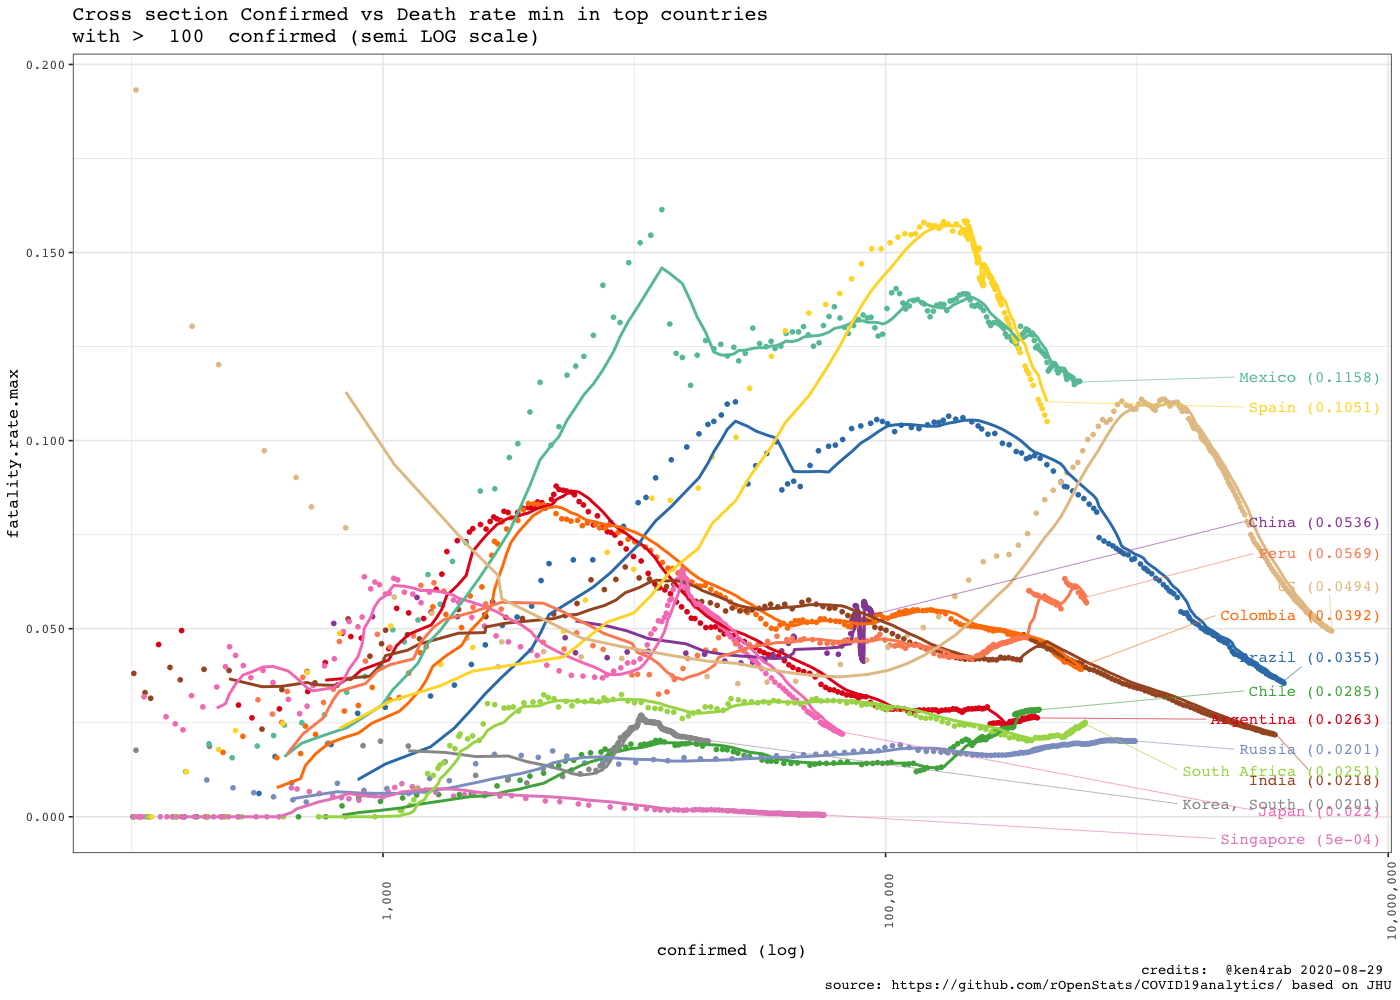 Cross section Confirmed vs Death rate min in top countries
with >  100  confirmed (semi LOG scale)
fatality.rate.max
0.200
0.150
0.100
0.050
0.000
Mexico (0.1158)
Spain (0.1051)
China (0.0536)
Peru (0.0569)
US (0.0494)
Colombia (0.0392)
Brazil (0.0355)
Chile (0.0285)
Argentina (0.0263)
Russia (0.0201)
South Africa (0.0251)
India (0.0218)
Korea, South (0.0201)
Japan (0.022)
Singapore (5e-04)
1,000
100,000
10,000,000
confirmed (log)
credits:  @ken4rab 2020-08-29
source: https://github.com/rOpenStats/COVID19analytics/ based on JHU